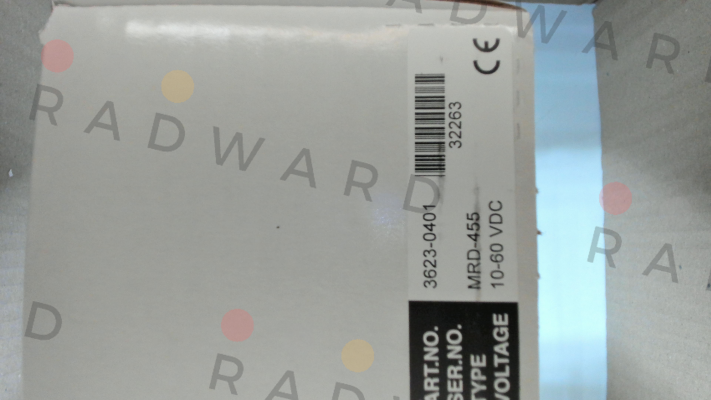 ART.NO. 3623-0401
SER.NO. 32263
TYPE MRD-455
VOLTAGE 10-60 VDC
CE
RADWARD
RADWARD
RADWARD
RA
D